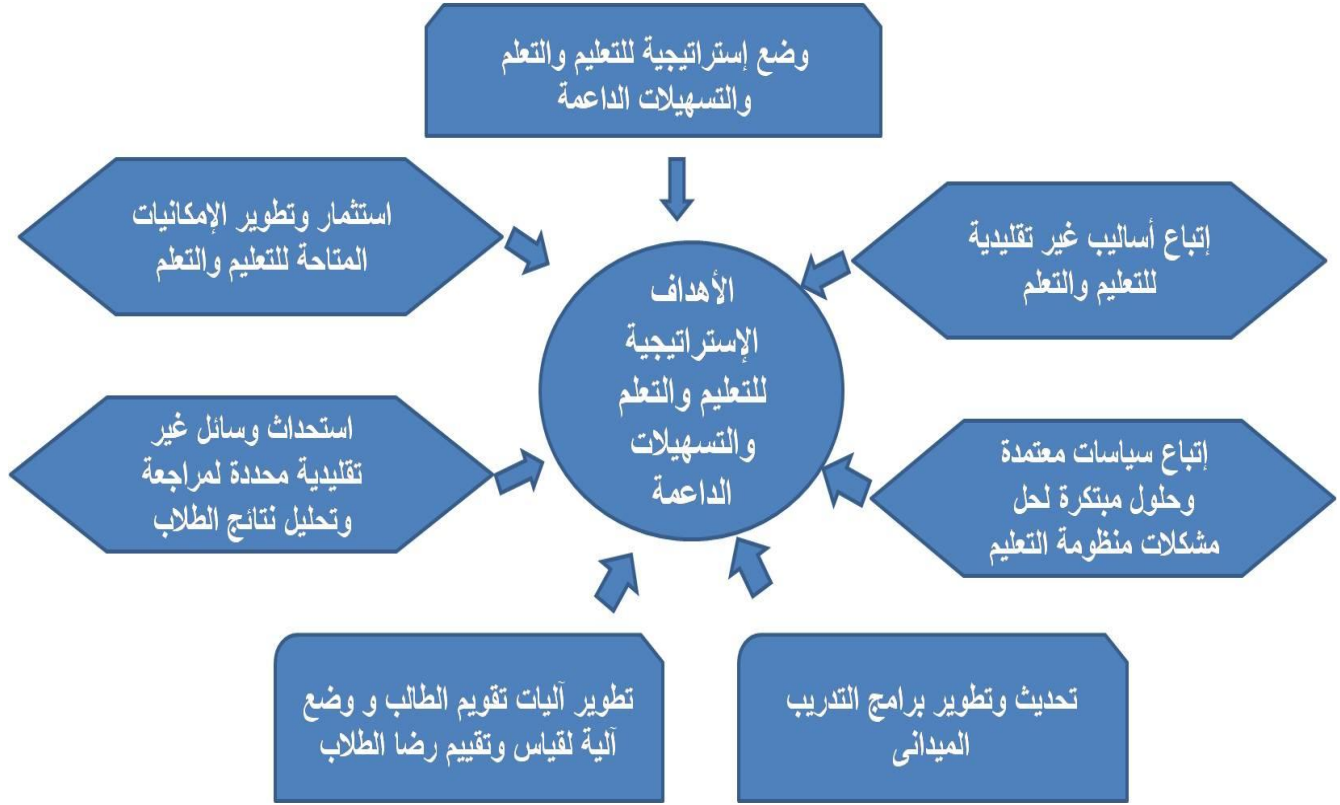 وضع إستراتيجية للتعليم والتعلم
والتسهيلات الداعمة
إتباع أساليب غير تقليدية
للتعليم والتعلم
استثمار وتطوير الإمكانيات
المتاحة للتعليم والتعلم
الأهداف
الإستراتيجية
للتعليم والتعلم
والتسهيلات
الداعمة
إتباع سياسات معتمدة
وحلول مبتكرة لحل
مشكلات منظومة التعليم
استحداث وسائل غير
تقليدية محددة لمراجعة
وتحليل نتائج الطلاب
تحديث وتطوير برامج التدريب
الميدانى
تطوير آليات تقويم الطالب و وضع
آلية لقياس وتقييم رضا الطلاب